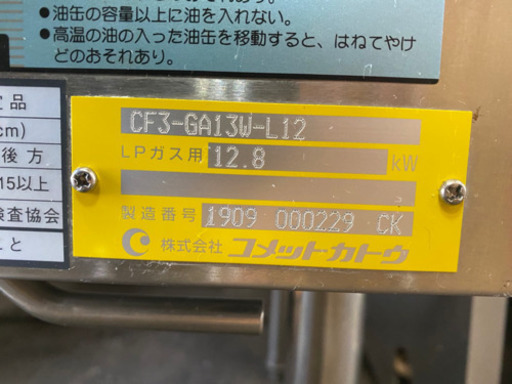 ●油缶の容量以上に油を入れない。
●高温の油の入った油缶を移動すると、はねてやけ
どのおそれあり。
定品
cm)
後方
15以上
検査協会
こと
CF3-GA13W-L12
LPガス用 12.8 kW
製造番号 1909 000229 CK
株式会社 コメットカトウ